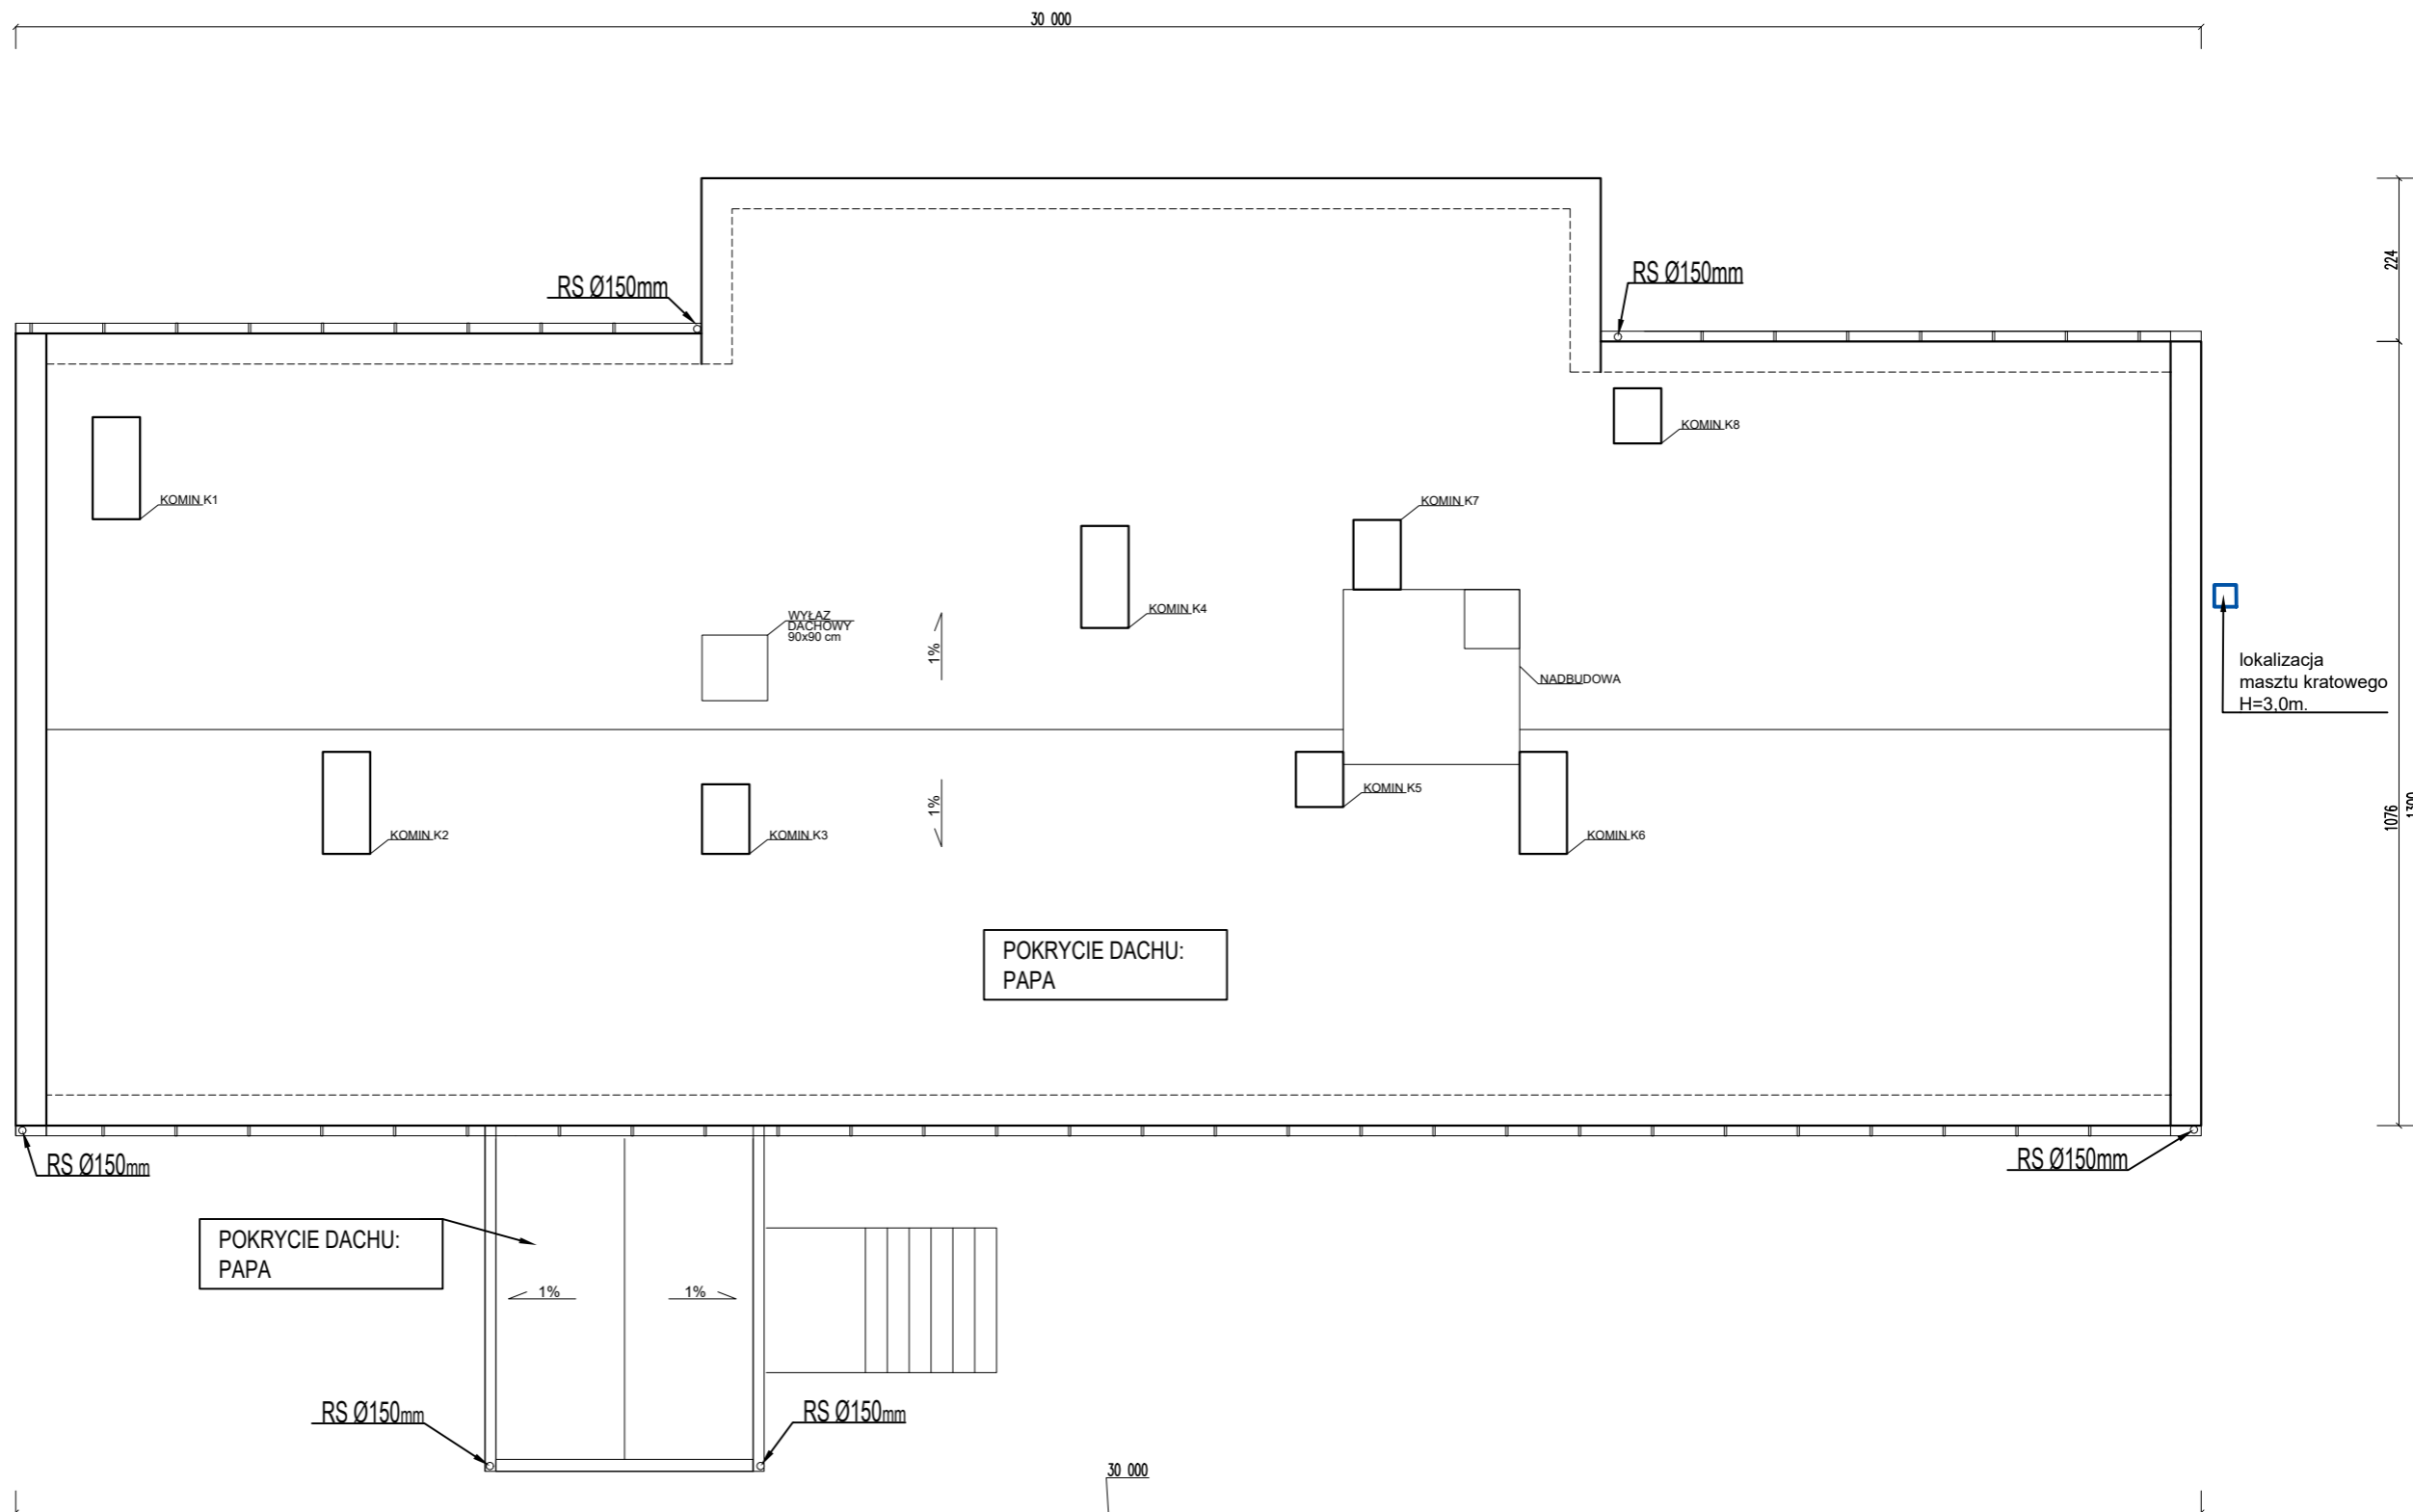 30 000
224
RS Ø150mm
RS Ø150mm
KOMIN K8
KOMIN K1
KOMIN K7
KOMIN K4
WYŁAZ
DACHOWY
90x90 cm
1%
NADBUDOWA
lokalizacja
masztu kratowego
H=3,0m.
KOMIN K5
1%
1076
KOMIN K2
KOMIN K3
KOMIN K6
POKRYCIE DACHU:
PAPA
RS Ø150mm
RS Ø150mm
POKRYCIE DACHU:
PAPA
1%
1%
RS Ø150mm
RS Ø150mm
30 000